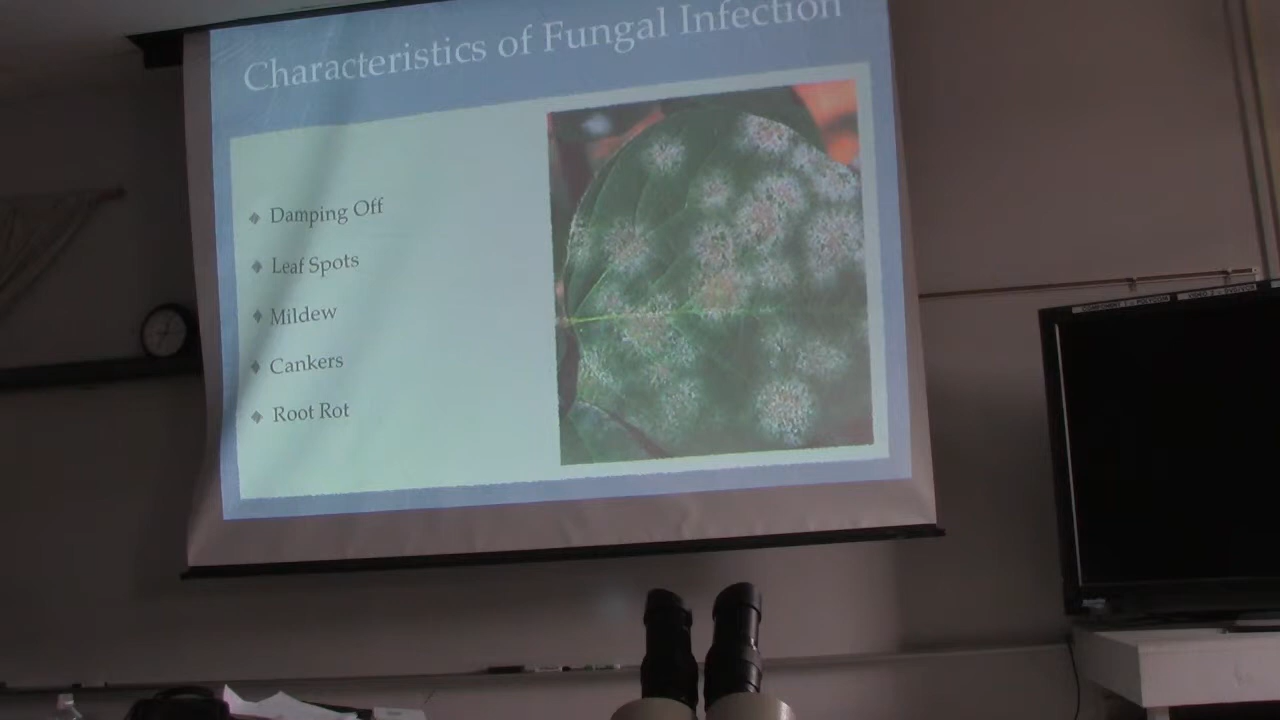 Characteristics of Fungal Infection
Damping Off
Leaf Spots
Mildew
Cankers
Root Rot